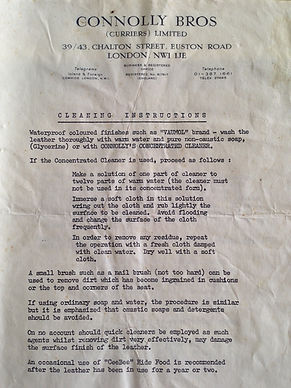 CONNOLLY BROS
(CURRIERS) LIMITED
39/43, CHALTON STREET, EUSTON ROAD
LONDON, NW1 1JE
Telegrams
Inland & Foreign
Telephone
01-387 1661
CLEANING INSTRUCTIONS
Waterproof coloured finishes such as "VAUMOL" brand - wash the
leather thoroughly with warm water and pure non-caustic soap,
(Glycerine) or with CONNOLLY'S CONCENTRATED CLEANER.
If the Concentrated Cleaner is used, proceed as follows :
Make a solution of one part of cleaner to
twelve parts of warm water (the cleaner must
not be used in its concentrated form).
Immerse a soft cloth in this solution
wring out the cloth and rub lightly the
surface to be cleaned. Avoid flooding
and change the surface of the cloth
frequently.
In order to remove any residue, repeat
the operation with a fresh cloth damped
with clean water. Dry well with a soft
cloth.
A small brush such as a nail brush (not too hard) can be
used to remove dirt which has become ingrained in cushions
or the top and corners of the seat.
If using ordinary soap and water, the procedure is similar
but it is emphasised that caustic soaps and detergents
should be avoided.
On no account should quick cleaners be employed as such
agents whilst removing dirt very effectively, may damage
the surface finish of the leather.
An occasional use of "CeeBee" Hide Food is recommended
after the leather has been in use for a year or two.